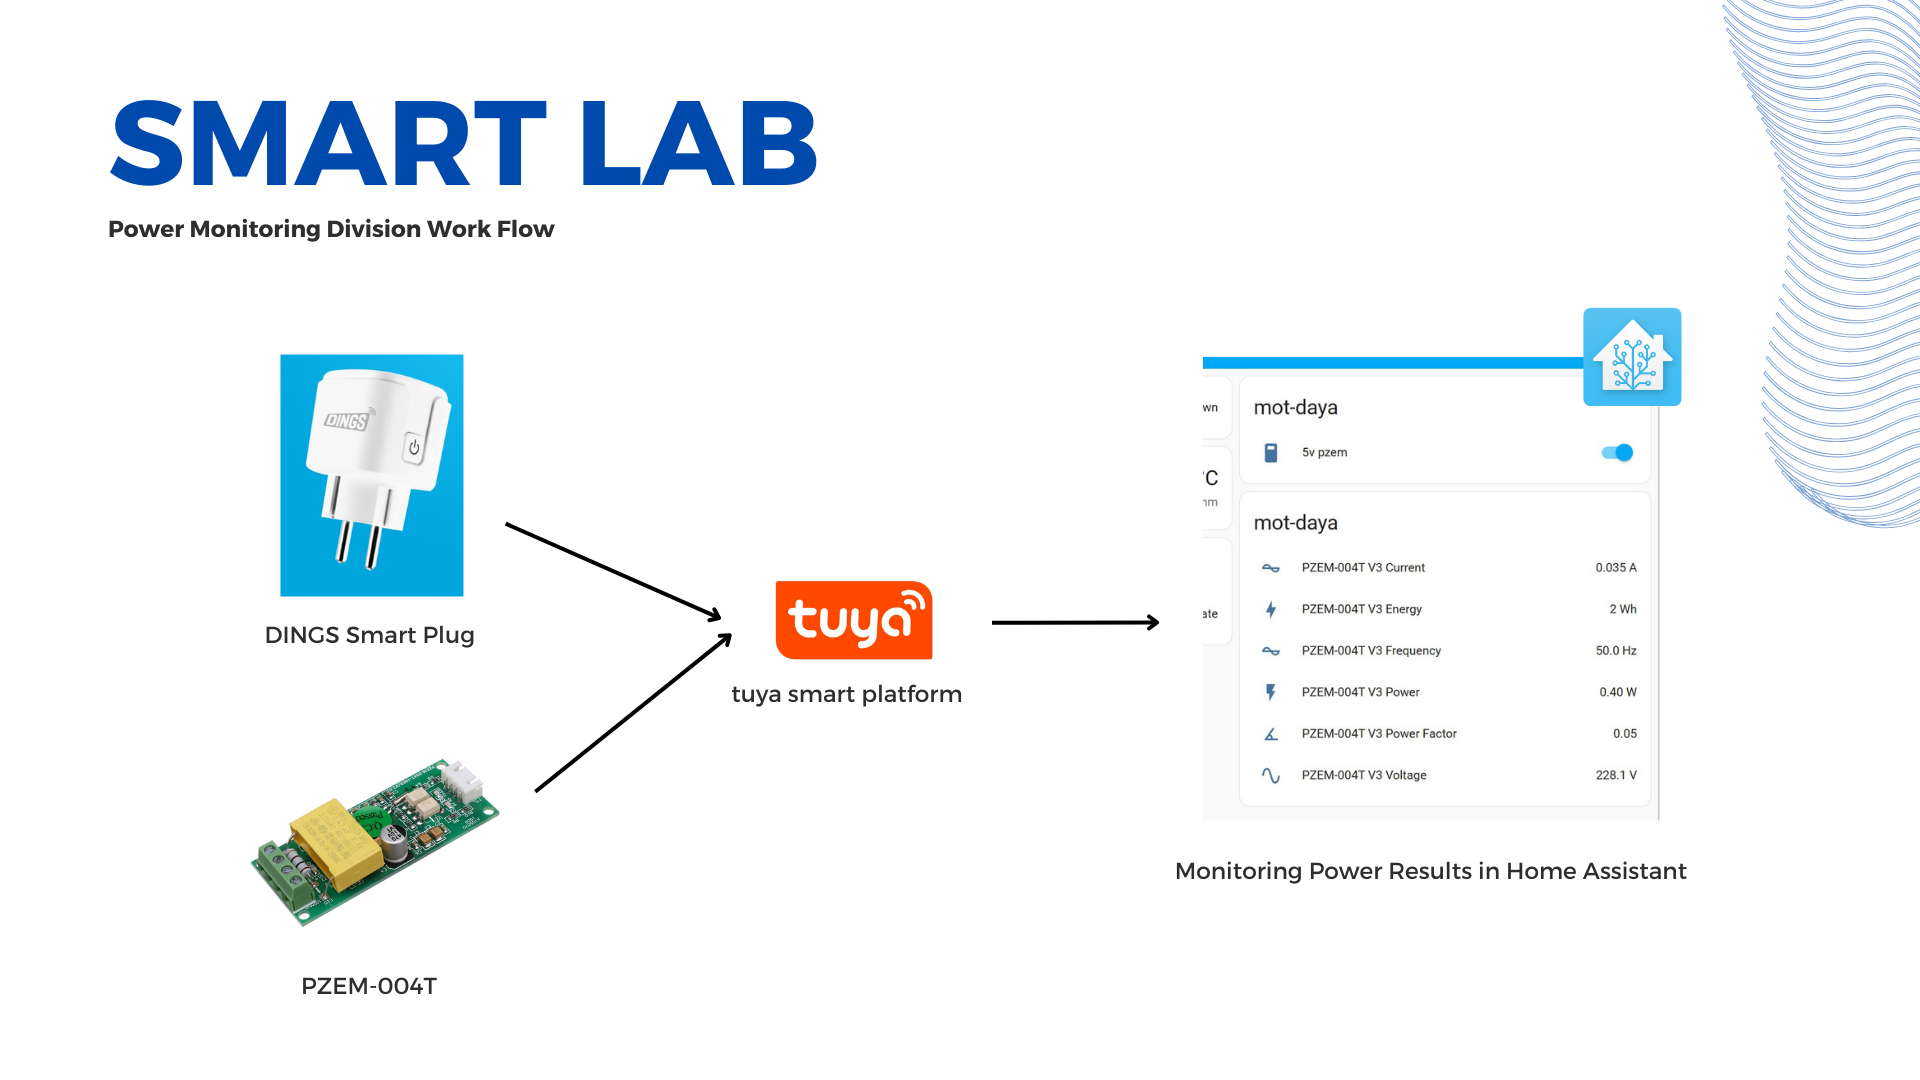 SMART LAB
Power Monitoring Division Work Flow
DINGS
DINGS Smart Plug
tuya
tuya smart platform
PZEM-004T
wn
°C
nm
ate
mot-daya
5v pzem
mot-daya
PZEM-004T V3 Current 0.035 A
PZEM-004T V3 Energy 2 Wh
PZEM-004T V3 Frequency 50.0 Hz
PZEM-004T V3 Power 0.40 W
PZEM-004T V3 Power Factor 0.05
PZEM-004T V3 Voltage 228.1 V
Monitoring Power Results in Home Assistant